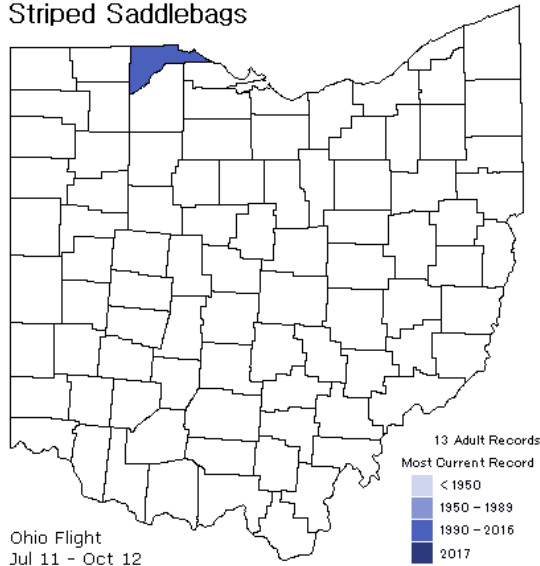 Striped Saddlebags
13 Adult Records
Most Current Record
< 1950
1950 - 1989
1990 - 2016
2017
Ohio Flight
Jul 11 - Oct 12